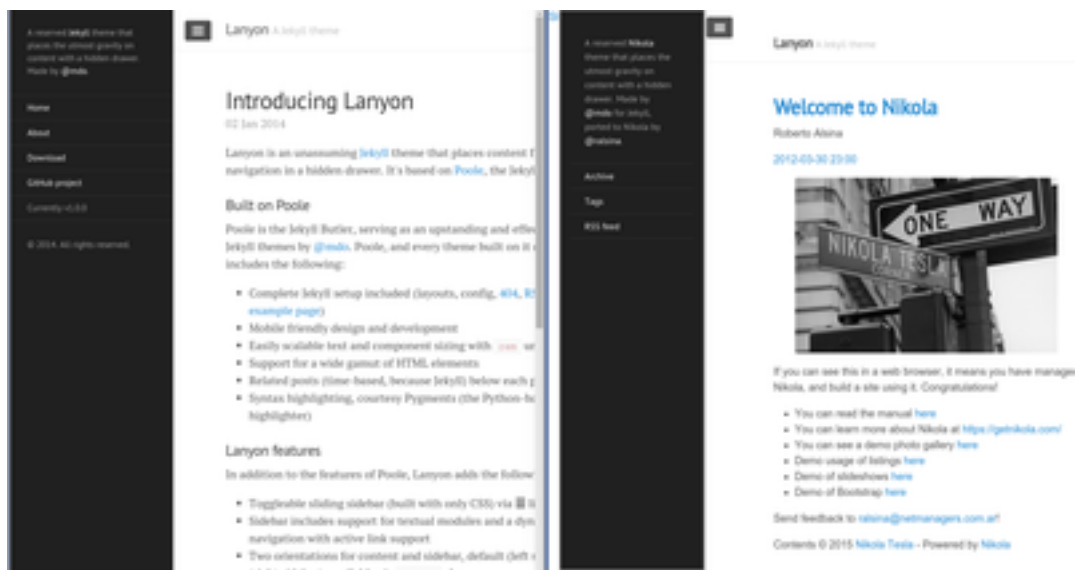 A reserved Jekyll theme that
places the utmost gravity on
content with a hidden drawer.
Made by @mdo.
Home
About
Download
GitHub project
Currently v1.0.0
© 2014. All rights reserved.
Lanyon A Jekyll theme
Introducing Lanyon
02 Jan 2014
Lanyon is an unassuming Jekyll theme that places content f
navigation in a hidden drawer. It's based on Poole, the Jekyl
Built on Poole
Poole is the Jekyll Butler, serving as an upstanding and effe
Jekyll themes by @mdo. Poole, and every theme built on it
includes the following:
Complete Jekyll setup included (layouts, config, 404, RS
example page)
Mobile friendly design and development
Easily scalable text and component sizing with rem un
Support for a wide gamut of HTML elements
Related posts (time-based, because Jekyll) below each p
Syntax highlighting, courtesy Pygments (the Python-ba
highlighter)
Lanyon features
In addition to the features of Poole, Lanyon adds the follow
Toggleable sliding sidebar (built with only CSS) via ☰ li
Sidebar includes support for textual modules and a dyn
navigation with active link support
Two orientations for content and sidebar, default (left
A reserved Nikola
theme that places the
utmost gravity on
content with a hidden
drawer. Made by
@mdo for Jekyll,
ported to Nikola by
@ralsina.
Archive
Tags
RSS feed
Lanyon A Jekyll theme
Welcome to Nikola
Roberto Alsina
2012-03-30 23:00
ONE WAY
NIKOLA TESLA
CORNER
If you can see this in a web browser, it means you have manage
Nikola, and build a site using it. Congratulations!
You can read the manual here
You can learn more about Nikola at https://getnikola.com/
You can see a demo photo gallery here
Demo usage of listings here
Demo of slideshows here
Demo of Bootstrap here
Send feedback to ralsina@netmanagers.com.ar!
Contents © 2015 Nikola Tesla - Powered by Nikola